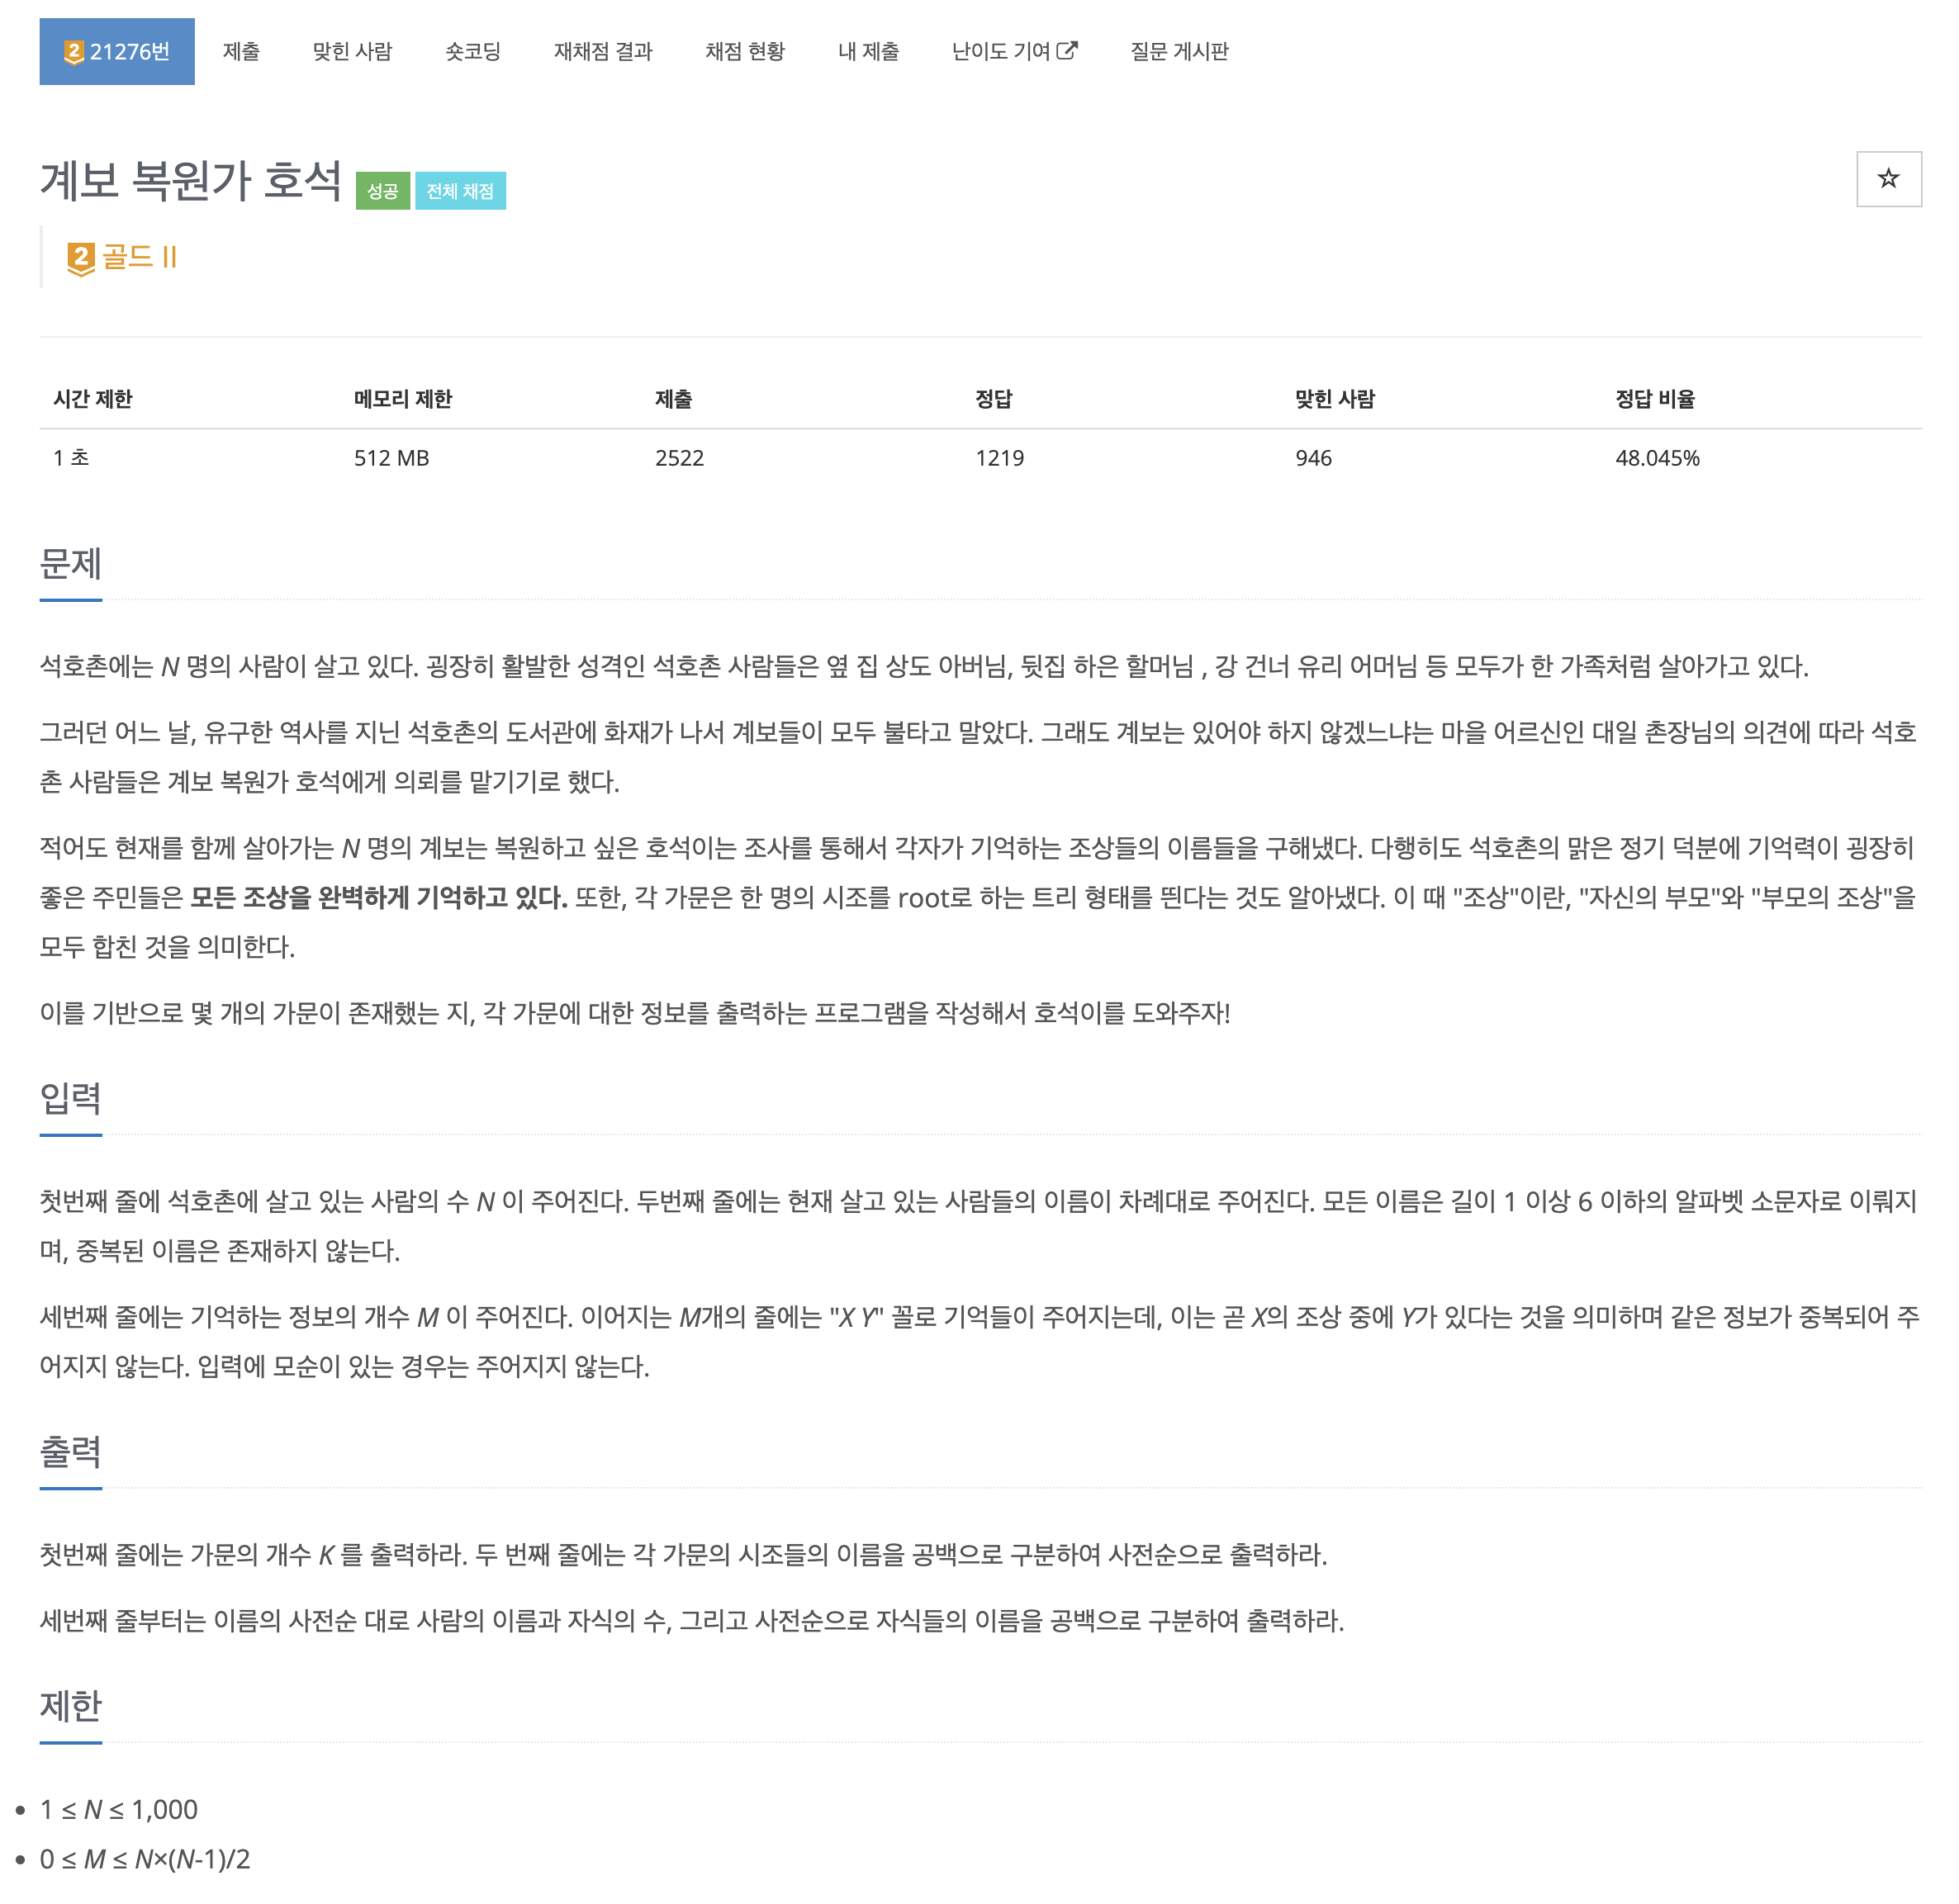 2 21276번 제출 맞힌 사람 숏코딩 재채점 결과 채점 현황 내 제출 난이도 기여 질문 게시판
계보 복원가 호석 성공 전체 채점
2 골드 II
시간 제한 메모리 제한 제출 정답 맞힌 사람 정답 비율
1 초 512 MB 2522 1219 946 48.045%
문제
석호촌에는 N 명의 사람이 살고 있다. 굉장히 활발한 성격인 석호촌 사람들은 옆 집 상도 아버님, 뒷집 하은 할머님 , 강 건너 유리 어머님 등 모두가 한 가족처럼 살아가고 있다.
그러던 어느 날, 유구한 역사를 지닌 석호촌의 도서관에 화재가 나서 계보들이 모두 불타고 말았다. 그래도 계보는 있어야 하지 않겠느냐는 마을 어르신인 대일 촌장님의 의견에 따라 석호
촌 사람들은 계보 복원가 호석에게 의뢰를 맡기기로 했다.
적어도 현재를 함께 살아가는 N 명의 계보는 복원하고 싶은 호석이는 조사를 통해서 각자가 기억하는 조상들의 이름들을 구해냈다. 다행히도 석호촌의 맑은 정기 덕분에 기억력이 굉장히
좋은 주민들은 모든 조상을 완벽하게 기억하고 있다. 또한, 각 가문은 한 명의 시조를 root로 하는 트리 형태를 띈다는 것도 알아냈다. 이 때 "조상"이란, "자신의 부모"와 "부모의 조상"을
모두 합친 것을 의미한다.
이를 기반으로 몇 개의 가문이 존재했는 지, 각 가문에 대한 정보를 출력하는 프로그램을 작성해서 호석이를 도와주자!
입력
첫번째 줄에 석호촌에 살고 있는 사람의 수 N 이 주어진다. 두번째 줄에는 현재 살고 있는 사람들의 이름이 차례대로 주어진다. 모든 이름은 길이 1 이상 6 이하의 알파벳 소문자로 이뤄지
며, 중복된 이름은 존재하지 않는다.
세번째 줄에는 기억하는 정보의 개수 M 이 주어진다. 이어지는 M개의 줄에는 "X Y" 꼴로 기억들이 주어지는데, 이는 곧 X의 조상 중에 Y가 있다는 것을 의미하며 같은 정보가 중복되어 주
어지지 않는다. 입력에 모순이 있는 경우는 주어지지 않는다.
출력
첫번째 줄에는 가문의 개수 K 를 출력하라. 두 번째 줄에는 각 가문의 시조들의 이름을 공백으로 구분하여 사전순으로 출력하라.
세번째 줄부터는 이름의 사전순 대로 사람의 이름과 자식의 수, 그리고 사전순으로 자식들의 이름을 공백으로 구분하여 출력하라.
제한
• 1 ≤ N ≤ 1,000
• 0 ≤ M ≤ N×(N-1)/2